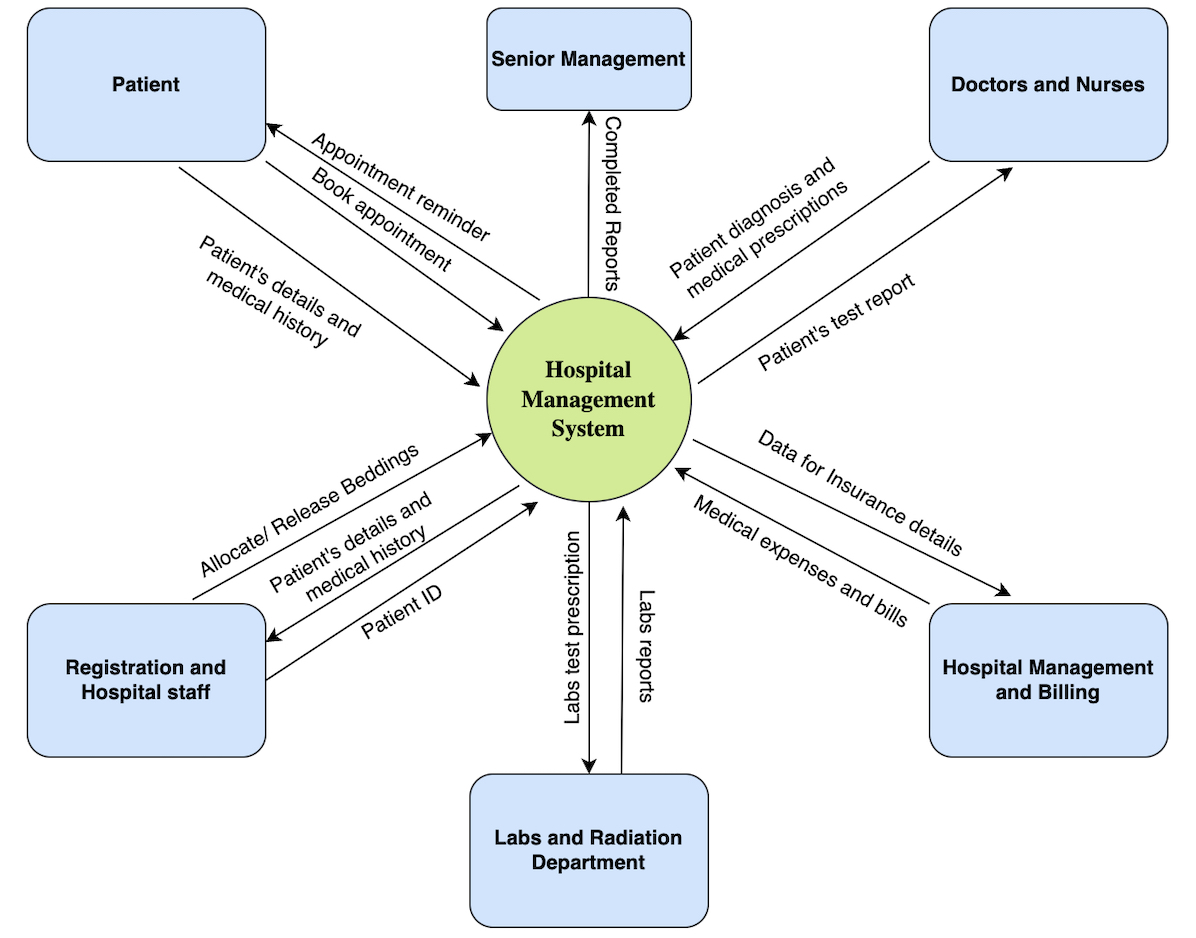 Patient
Senior Management
Doctors and Nurses
Appointment reminder
Book appointment
Patient's details and
medical history
Completed Reports
Patient diagnosis and
medical prescriptions
Patient's test report
Hospital
Management
System
Allocate/ Release Beddings
Patient's details and
medical history
Patient ID
Labs test prescription
Labs reports
Data for Insurance details
Medical expenses and bills
Registration and
Hospital staff
Hospital Management
and Billing
Labs and Radiation
Department